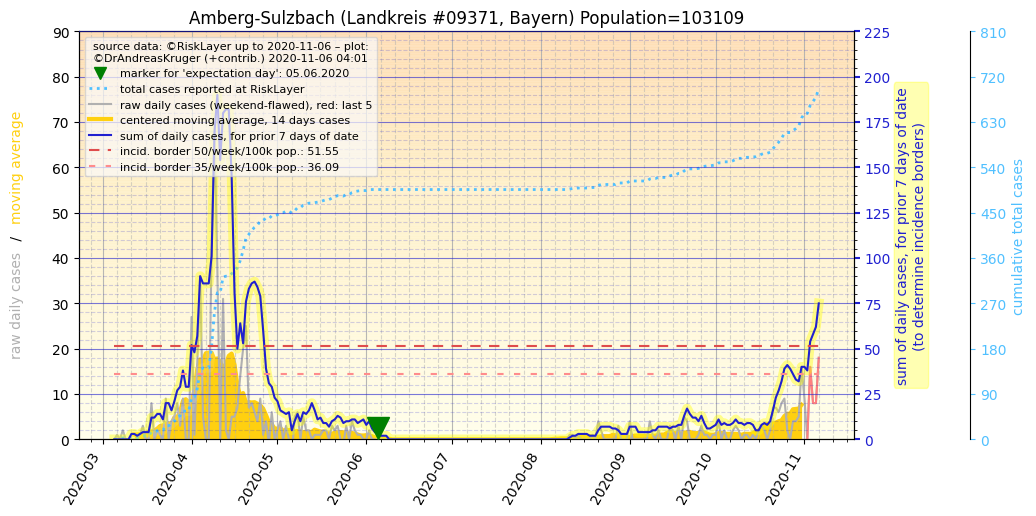 Amberg-Sulzbach (Landkreis #09371, Bayern) Population=103109
source data: ©RiskLayer up to 2020-11-06 – plot:
©DrAndreasKruger (+contrib.) 2020-11-06 04:01
marker for 'expectation day': 05.06.2020
total cases reported at RiskLayer
raw daily cases (weekend-flawed), red: last 5
centered moving average, 14 days cases
sum of daily cases, for prior 7 days of date
incid. border 50/week/100k pop.: 51.55
incid. border 35/week/100k pop.: 36.09
raw daily cases / moving average
90
80
70
60
50
40
30
20
10
0
2020-03
2020-04
2020-05
2020-06
2020-07
2020-08
2020-09
2020-10
2020-11
225
200
175
150
125
100
75
50
25
0
sum of daily cases, for prior 7 days of date
(to determine incidence borders)
810
720
630
540
450
360
270
180
90
0
cumulative total cases